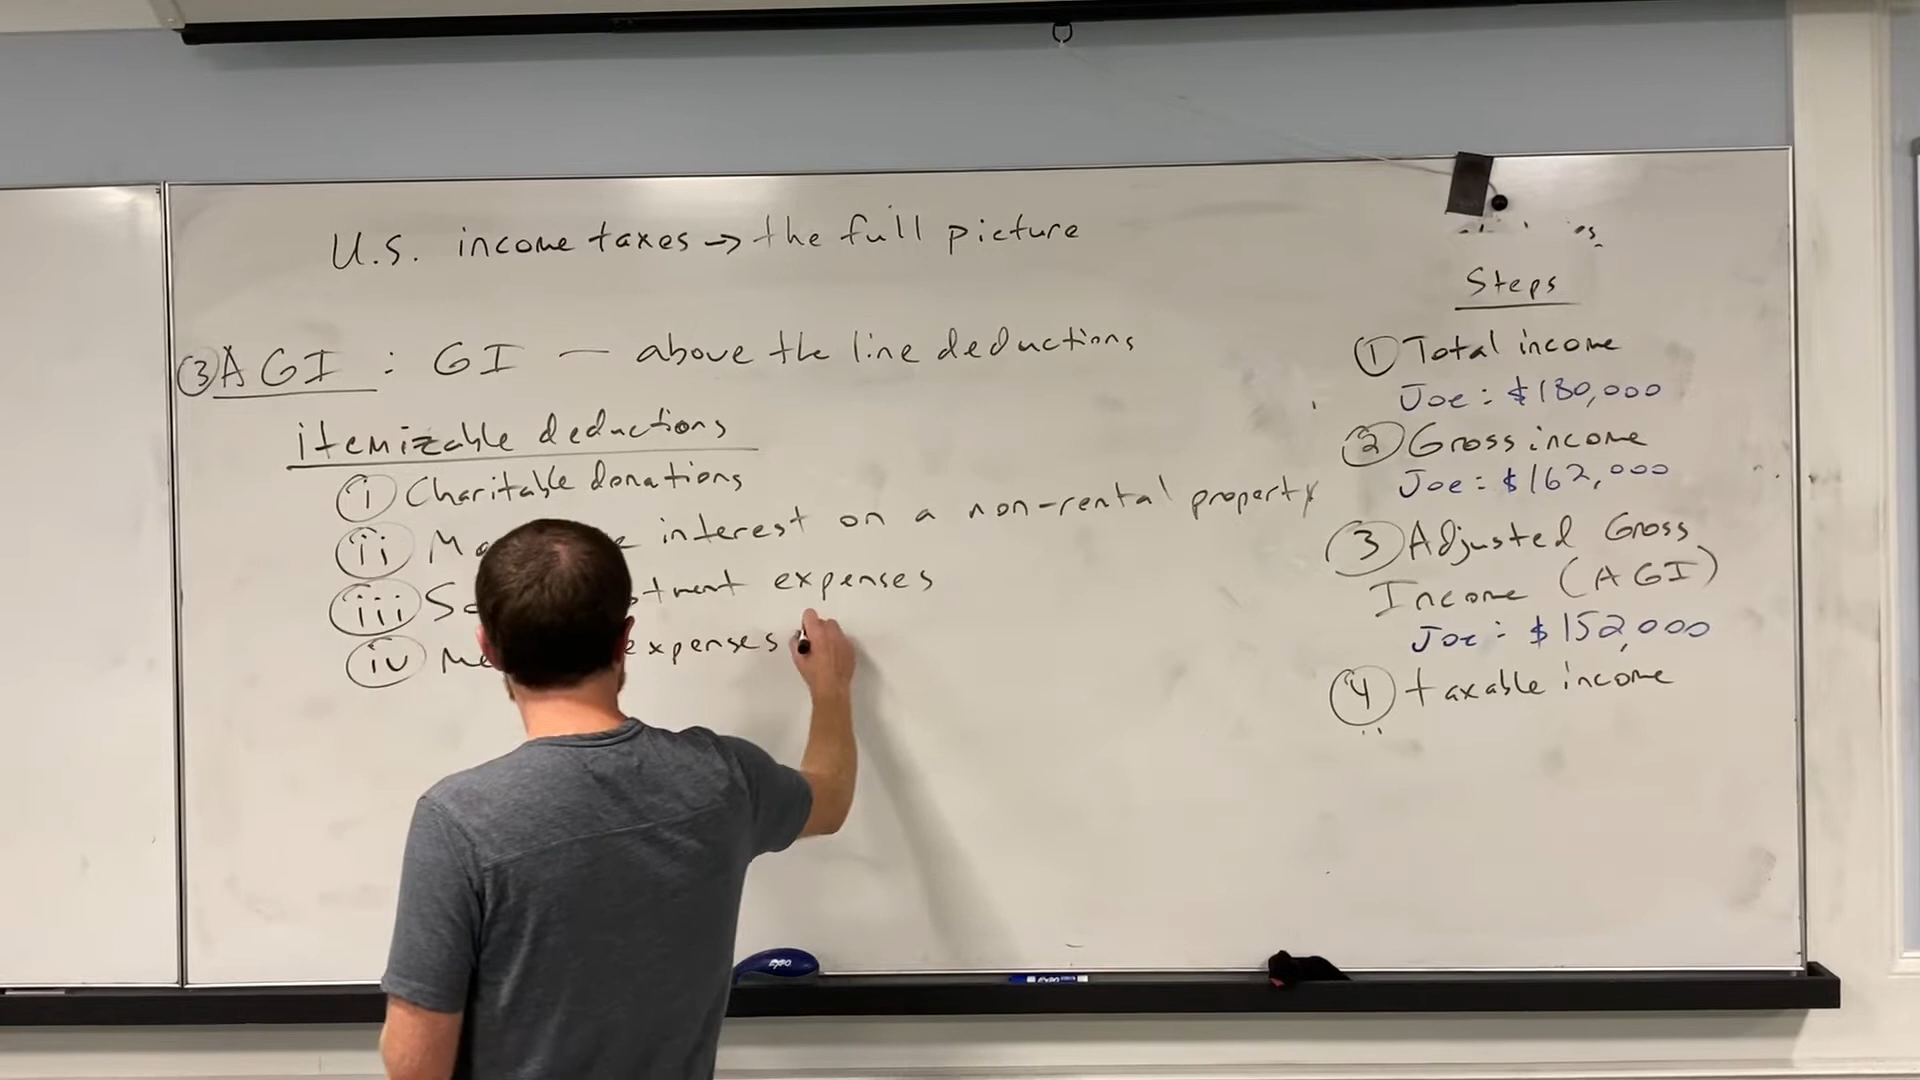 U.S. income taxes → the full picture
③ AGI : GI — above the line deductions
itemizable deductions
ⓘ Charitable donations
ⓘⓘ interest on a non-rental property
iii expenses
iv expenses
Steps
① Total income
Joe: $180,000
② Gross income
Joe: $162,000
③ Adjusted Gross
Income (AGI)
Joe: $152,000
④ taxable income
EXPO
EXPO